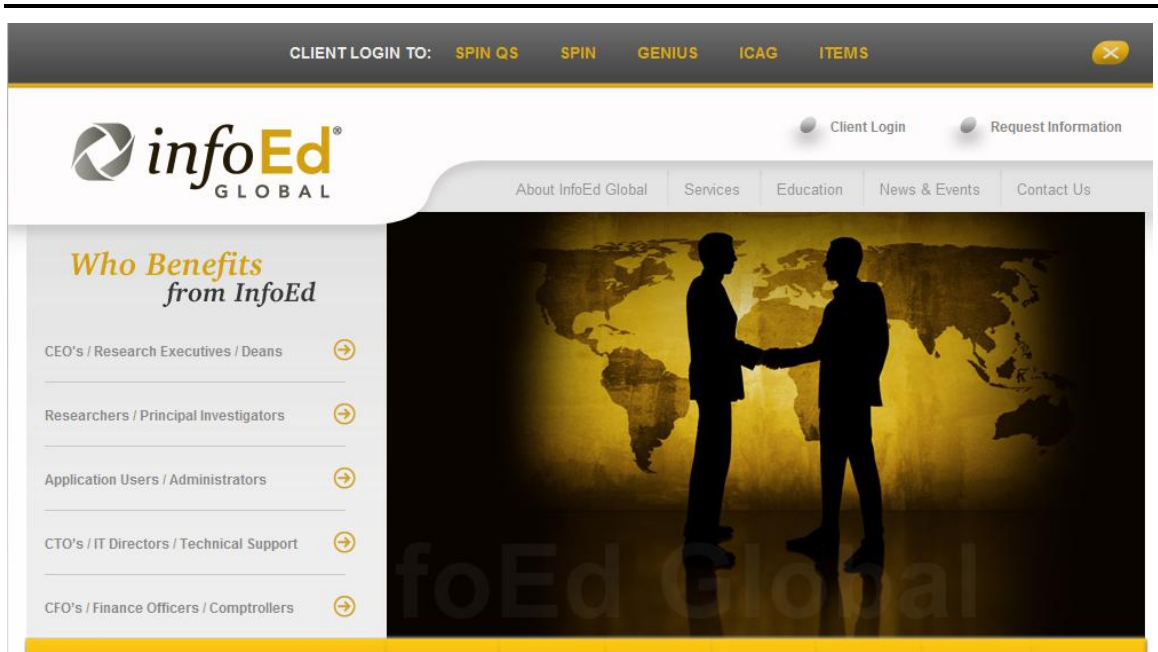 CLIENT LOGIN TO: SPIN QS SPIN GENIUS ICAG ITEMS
infoEd®
GLOBAL
Client Login Request Information
About InfoEd Global Services Education News & Events Contact Us
Who Benefits
from InfoEd
CEO's / Research Executives / Deans
Researchers / Principal Investigators
Application Users / Administrators
CTO's / IT Directors / Technical Support
CFO's / Finance Officers / Comptrollers
foEd Global